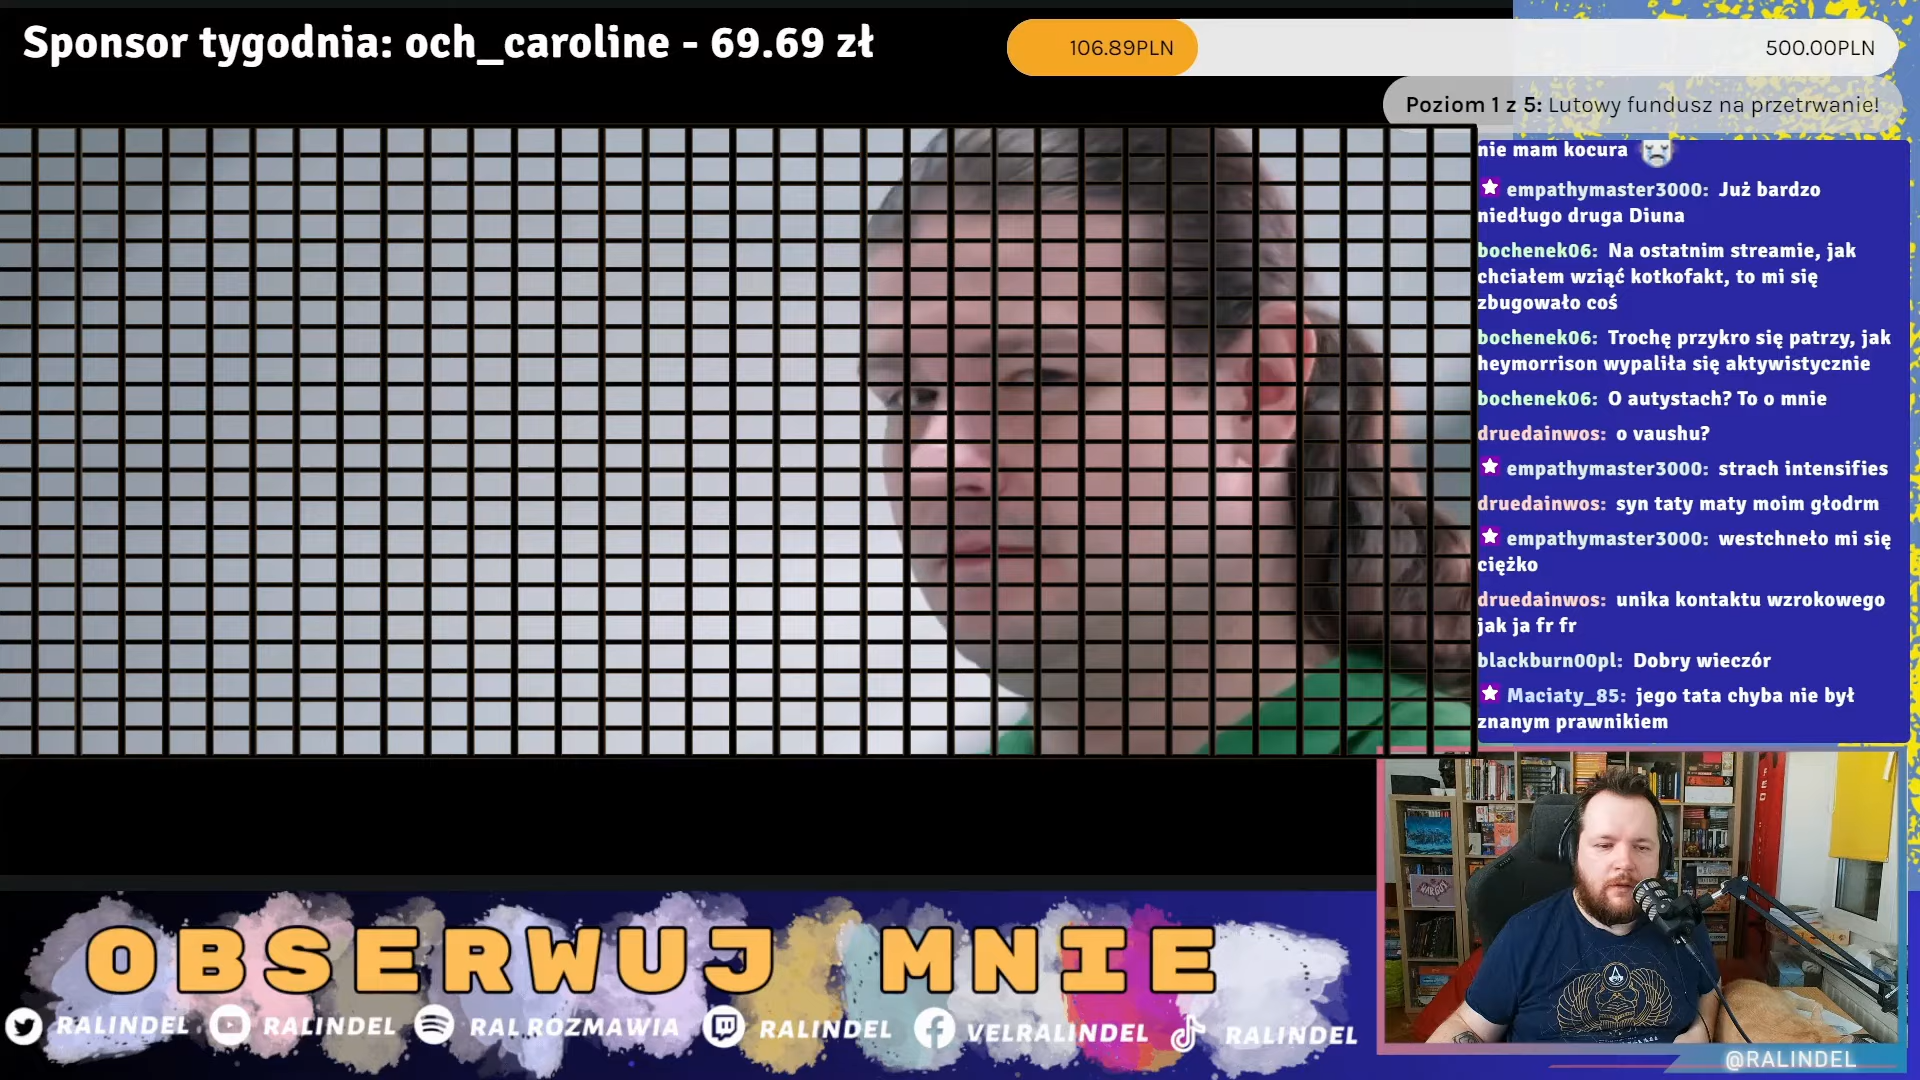 Sponsor tygodnia: och_caroline - 69.69 zł
106.89PLN
500.00PLN
Poziom 1 z 5: Lutowy fundusz na przetrwanie!
nie mam kocura
empathymaster3000: Już bardzo
niedługo druga Diuna
bochenek06: Na ostatnim streamie, jak
chciałem wziąć kotkofakt, to mi się
zbugowało coś
bochenek06: Trochę przykro się patrzy, jak
heymorrison wypaliła się aktywistycznie
bochenek06: O autystach? To o mnie
druedainwos: o vaushu?
empathymaster3000: strach intensifies
druedainwos: syn taty maty moim głodrm
empathymaster3000: westchneło mi się
ciężko
druedainwos: unika kontaktu wzrokowego
jak ja fr fr
blackburn00pl: Dobry wieczór
Maciaty_85: jego tata chyba nie był
znanym prawnikiem
OBSERWUJ MNIE
RALINDEL
RALINDEL
RAL ROZMAWIA
RALINDEL
VELRALINDEL
RALINDEL
@RALINDEL